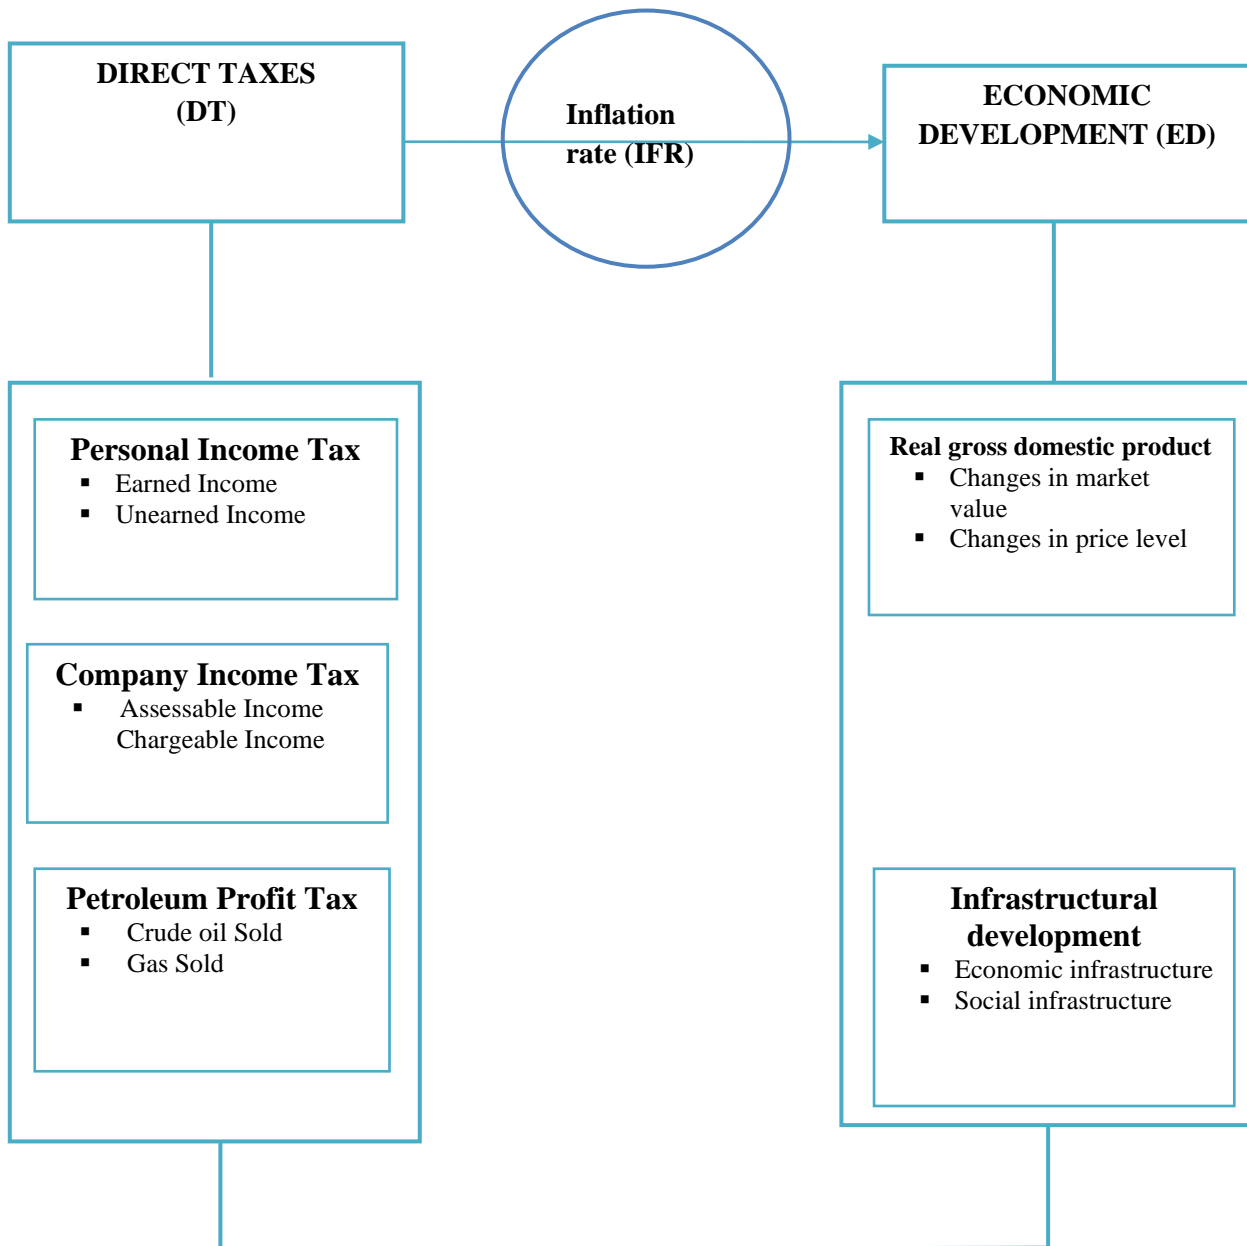 DIRECT TAXES
(DT)
Inflation
rate (IFR)
ECONOMIC
DEVELOPMENT (ED)
Personal Income Tax
▪ Earned Income
▪ Unearned Income
Company Income Tax
▪ Assessable Income
Chargeable Income
Petroleum Profit Tax
▪ Crude oil Sold
▪ Gas Sold
Real gross domestic product
▪ Changes in market
value
▪ Changes in price level
Infrastructural
development
▪ Economic infrastructure
▪ Social infrastructure